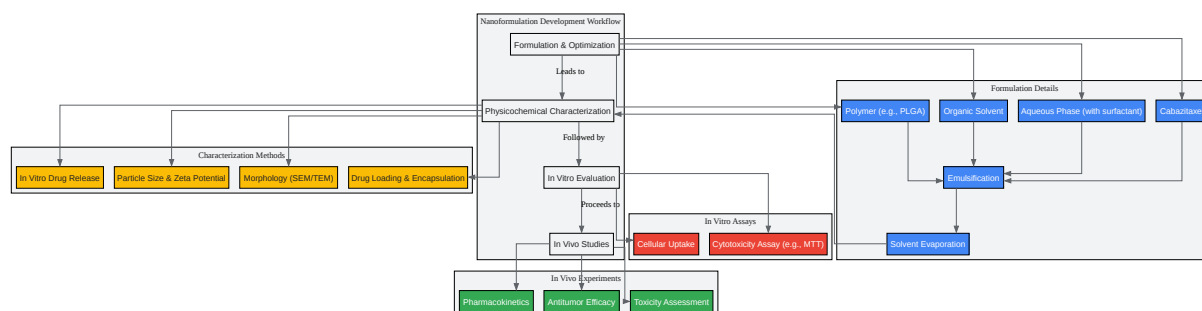 Nanoformulation Development Workflow
Formulation & Optimization
Leads to
Formulation Details
Physicochemical Characterization
Polymer (e.g., PLGA)
Organic Solvent
Aqueous Phase (with surfactant)
Cabazitaxe
Followed by
Characterization Methods
In Vitro Drug Release
Particle Size & Zeta Potential
Morphology (SEM/TEM)
Drug Loading & Encapsulation
In Vitro Evaluation
Emulsification
Proceeds to
In Vitro Assays
In Vivo Studies
Cellular Uptake
Cytotoxicity Assay (e.g., MTT)
Solvent Evaporation
In Vivo Experiments
Pharmacokinetics
Antitumor Efficacy
Toxicity Assessment